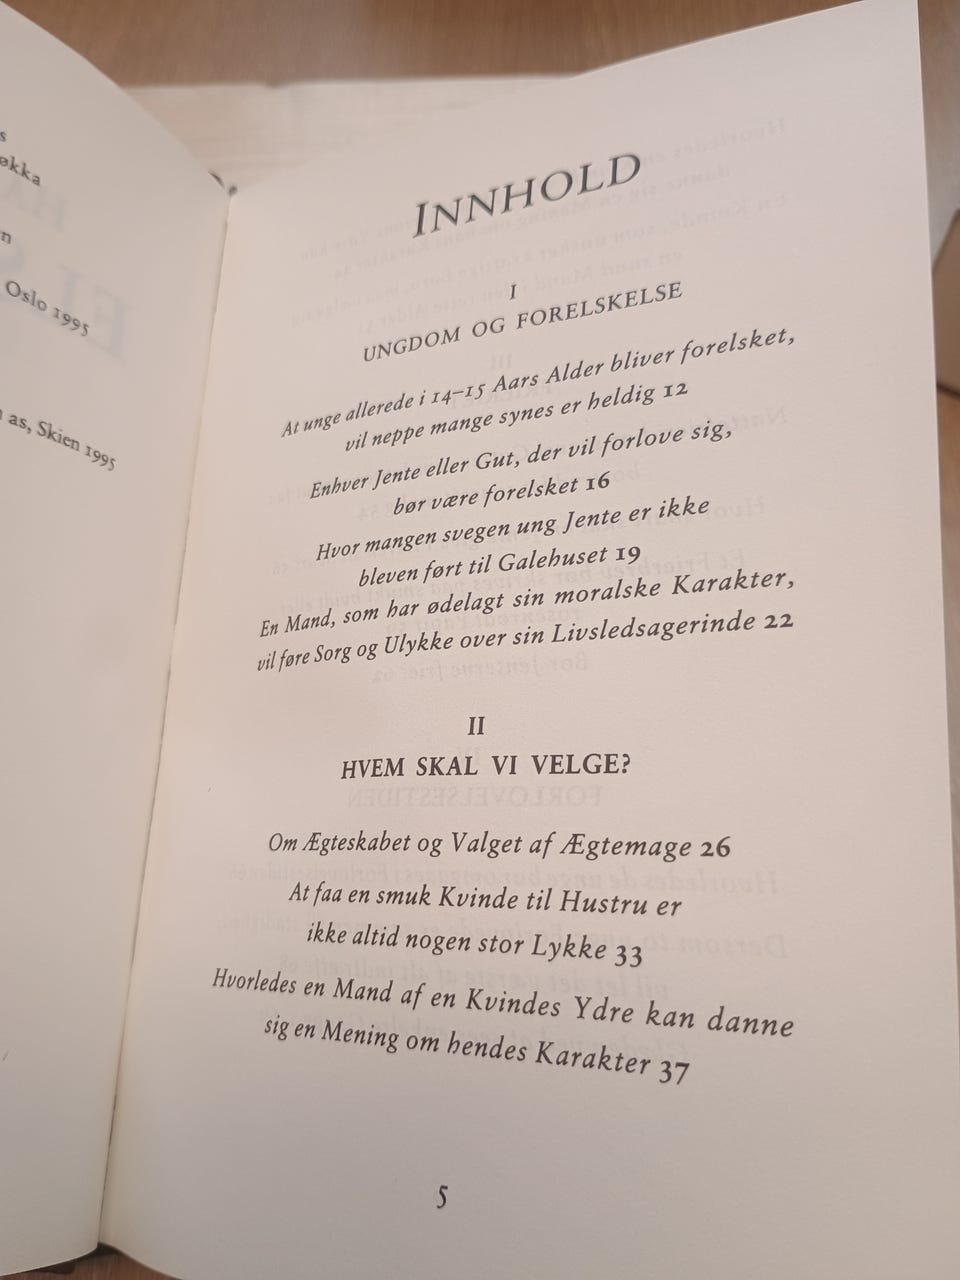 økka
Oslo 1995
as, Skien 1995
INNHOLD
I
UNGDOM OG FORELSKELSE
At unge allerede i 14–15 Aars Alder bliver forelsket,
vil neppe mange synes er heldig 12
Enhver Jente eller Gut, der vil forlove sig,
bør være forelsket 16
Hvor mangen svegen ung Jente er ikke
bleven ført til Galehuset 19
En Mand, som har ødelagt sin moralske Karakter,
vil føre Sorg og Ulykke over sin Livsledsagerinde 22
II
HVEM SKAL VI VELGE?
Om Ægteskabet og Valget af Ægtemage 26
At faa en smuk Kvinde til Hustru er
ikke altid nogen stor Lykke 33
Hvorledes en Mand af en Kvindes Ydre kan danne
sig en Mening om hendes Karakter 37
5